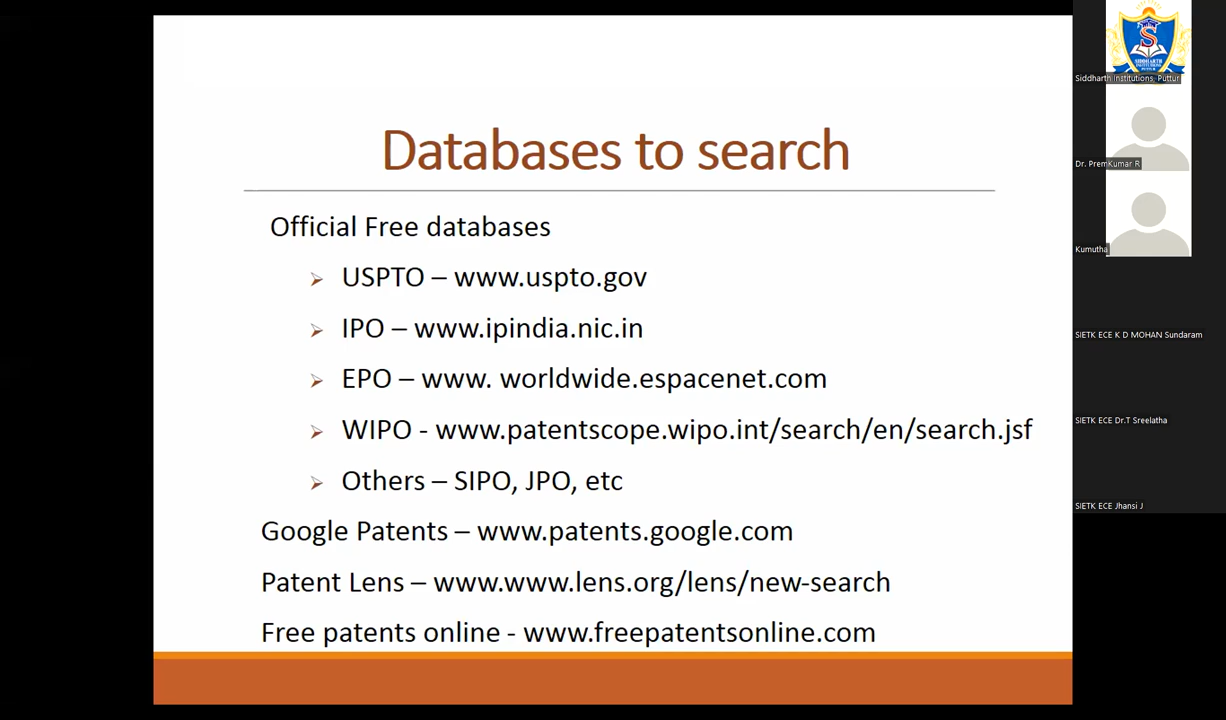 Databases to search
Official Free databases
USPTO – www.uspto.gov
IPO – www.ipindia.nic.in
EPO – www. worldwide.espacenet.com
WIPO - www.patentscope.wipo.int/search/en/search.jsf
Others – SIPO, JPO, etc
Google Patents – www.patents.google.com
Patent Lens – www.www.lens.org/lens/new-search
Free patents online - www.freepatentsonline.com
S
SIDDHARTH
INSTITUTIONS
PUTTUR
Siddharth Institutions, Puttur
Dr. PremKumar R
Kumutha
SIETK ECE K D MOHAN Sundaram
SIETK ECE Dr.T Sreelatha
SIETK ECE Jhansi J